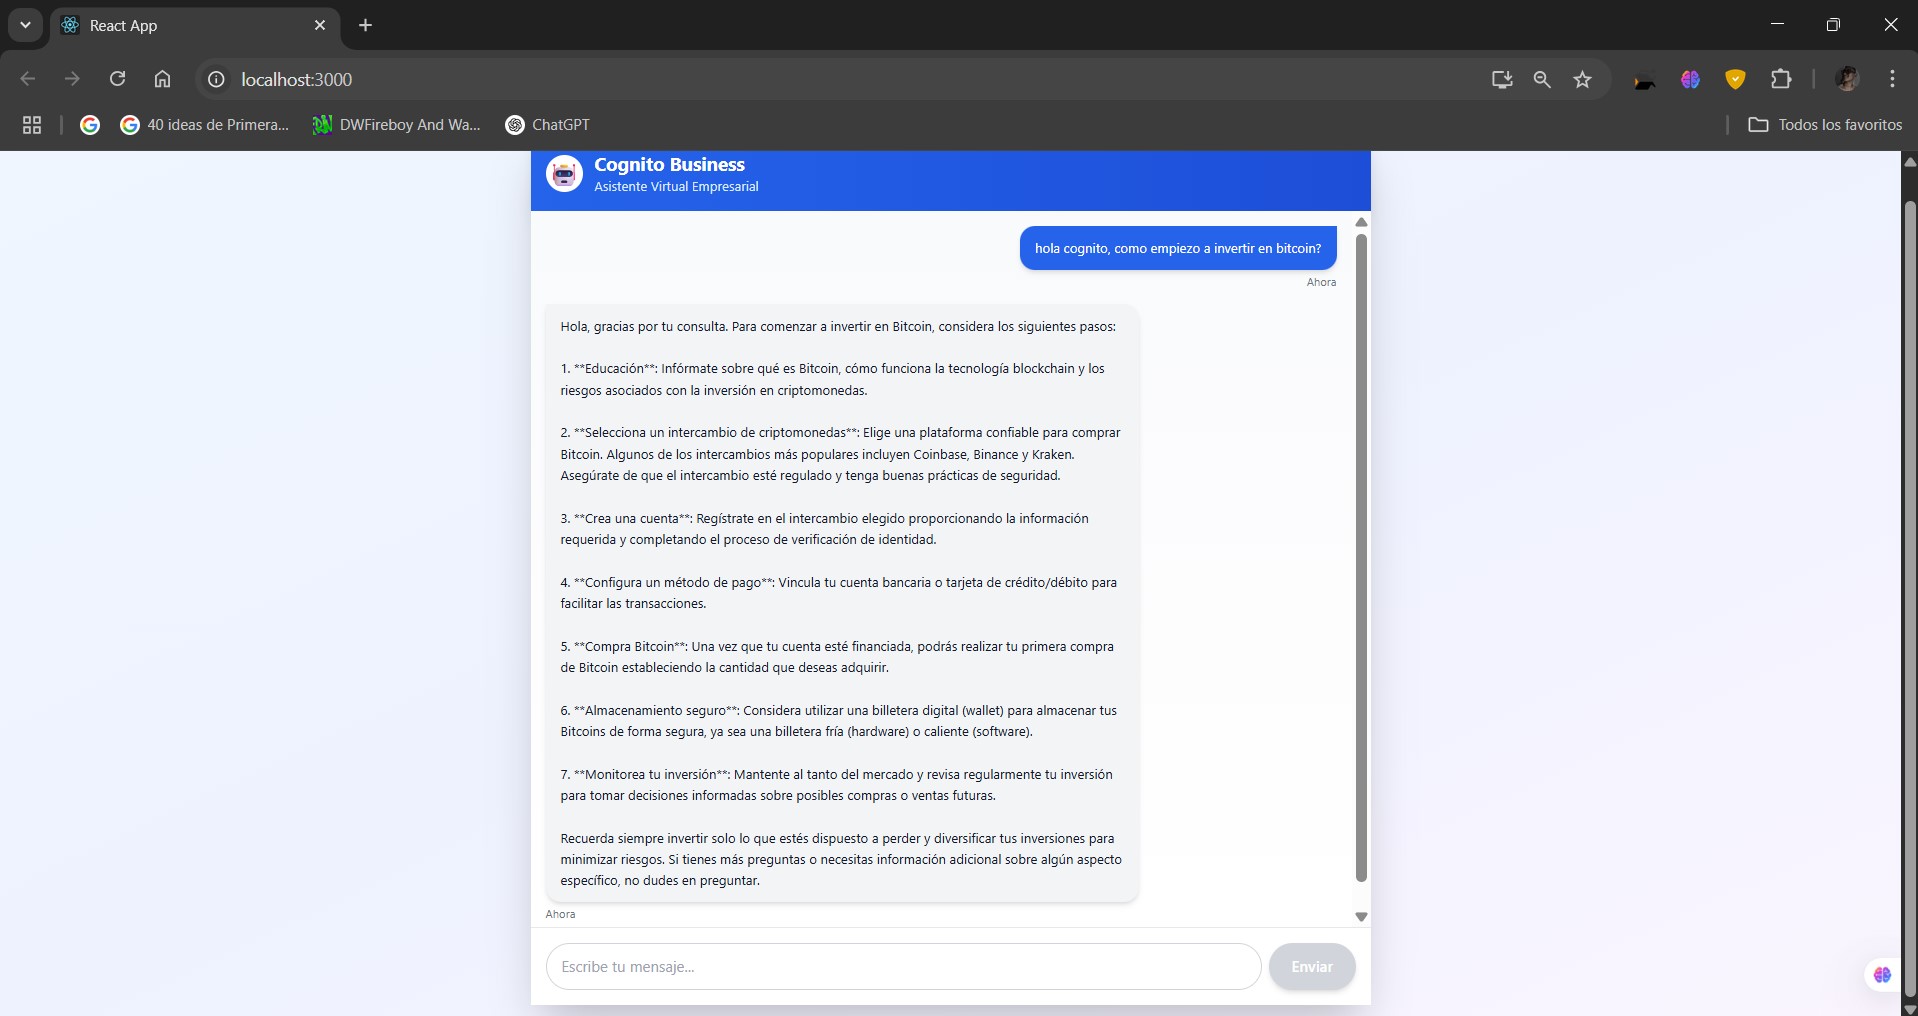 React App
localhost:3000
40 ideas de Primera...
DWFireboy And Wa...
ChatGPT
Todos los favoritos
Cognito Business
Asistente Virtual Empresarial
hola cognito, como empiezo a invertir en bitcoin?
Ahora
Hola, gracias por tu consulta. Para comenzar a invertir en Bitcoin, considera los siguientes pasos:
1. **Educación**: Infórmate sobre qué es Bitcoin, cómo funciona la tecnología blockchain y los
riesgos asociados con la inversión en criptomonedas.
2. **Selecciona un intercambio de criptomonedas**: Elige una plataforma confiable para comprar
Bitcoin. Algunos de los intercambios más populares incluyen Coinbase, Binance y Kraken.
Asegúrate de que el intercambio esté regulado y tenga buenas prácticas de seguridad.
3. **Crea una cuenta**: Regístrate en el intercambio elegido proporcionando la información
requerida y completando el proceso de verificación de identidad.
4. **Configura un método de pago**: Vincula tu cuenta bancaria o tarjeta de crédito/débito para
facilitar las transacciones.
5. **Compra Bitcoin**: Una vez que tu cuenta esté financiada, podrás realizar tu primera compra
de Bitcoin estableciendo la cantidad que deseas adquirir.
6. **Almacenamiento seguro**: Considera utilizar una billetera digital (wallet) para almacenar tus
Bitcoins de forma segura, ya sea una billetera fría (hardware) o caliente (software).
7. **Monitorea tu inversión**: Mantente al tanto del mercado y revisa regularmente tu inversión
para tomar decisiones informadas sobre posibles compras o ventas futuras.
Recuerda siempre invertir solo lo que estés dispuesto a perder y diversificar tus inversiones para
minimizar riesgos. Si tienes más preguntas o necesitas información adicional sobre algún aspecto
específico, no dudes en preguntar.
Ahora
Escribe tu mensaje...
Enviar